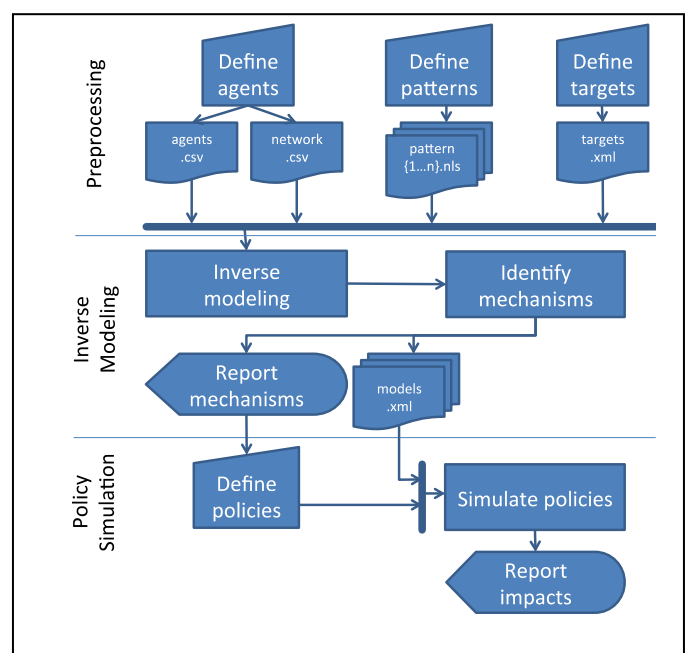 Preprocessing
Define
agents
Define
patterns
Define
targets
agents
.csv
network
.csv
pattern
{1...n}.nls
targets
.xml
Inverse
Modeling
Inverse
modeling
Identify
mechanisms
Report
mechanisms
models
.xml
Policy
Simulation
Define
policies
Simulate policies
Report
impacts